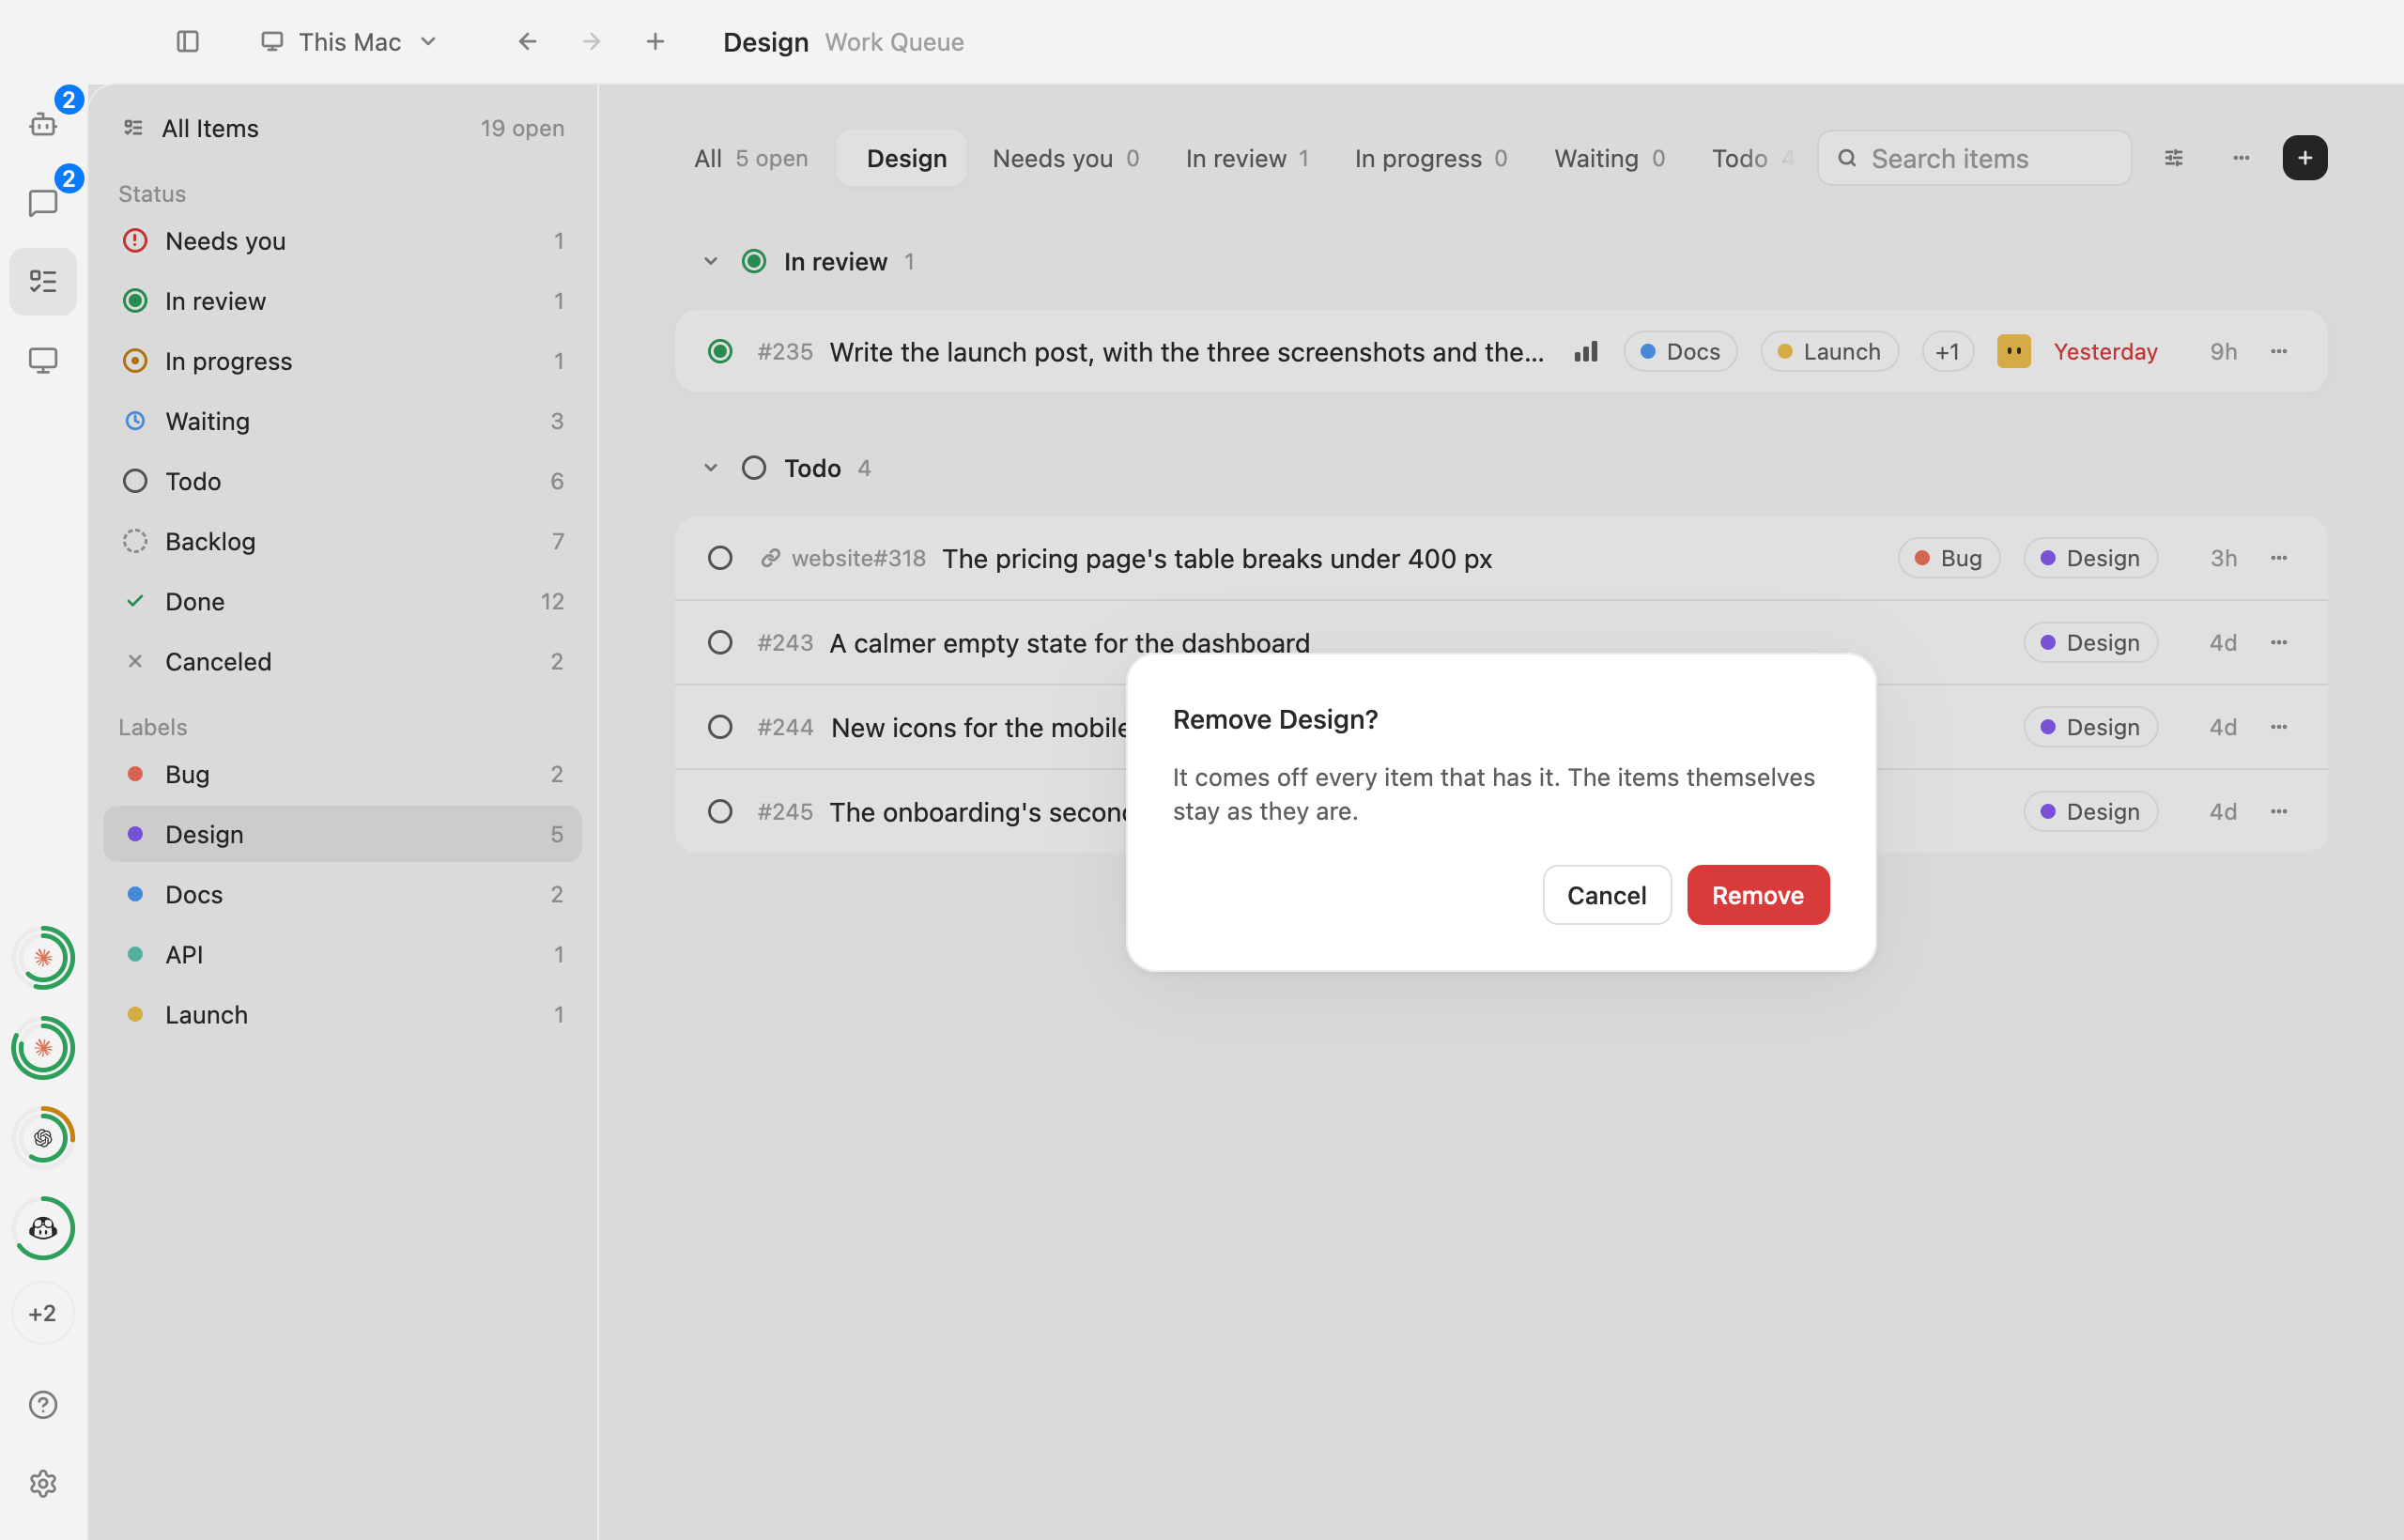 This Mac
Design Work Queue
2
2
All Items 19 open
Status
Needs you 1
In review 1
In progress 1
Waiting 3
Todo 6
Backlog 7
Done 12
Canceled 2
Labels
Bug 2
Design 5
Docs 2
API 1
Launch 1
+2
All 5 open Design Needs you 0 In review 1 In progress 0 Waiting 0 Todo 4 Search items
In review 1
#235 Write the launch post, with the three screenshots and the... Docs Launch +1 Yesterday 9h
Todo 4
website#318 The pricing page's table breaks under 400 px Bug Design 3h
#243 A calmer empty state for the dashboard Design 4d
#244 New icons for the mobile Design 4d
#245 The onboarding's second Design 4d
Remove Design?
It comes off every item that has it. The items themselves
stay as they are.
Cancel Remove